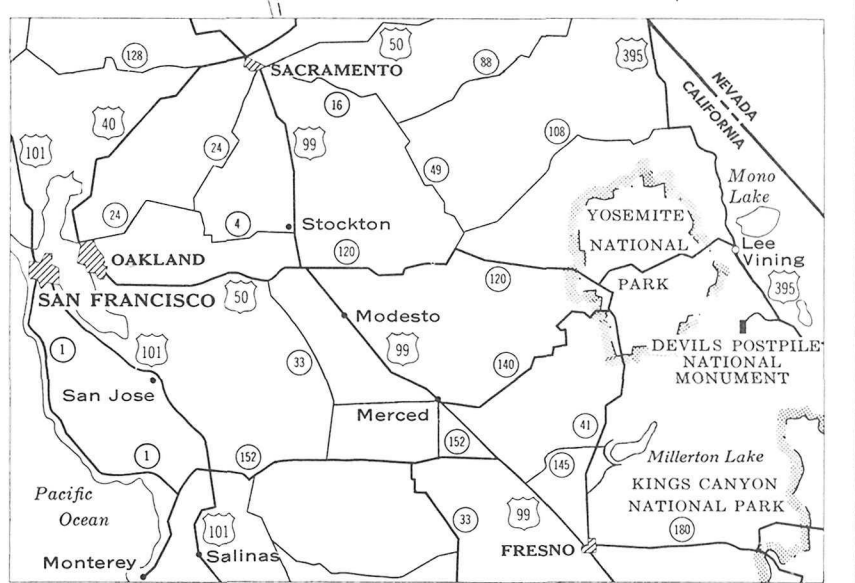 128
50
88
395
SACRAMENTO
NEVADA
CALIFORNIA
16
40
101
24
99
108
49
Mono
Lake
24
4
Stockton
YOSEMITE
NATIONAL
PARK
Lee
Vining
OAKLAND
120
120
SAN FRANCISCO
50
395
Modesto
1
101
99
33
140
DEVILS POSTPILE
NATIONAL
MONUMENT
San Jose
Merced
41
152
1
152
145
Millerton Lake
KINGS CANYON
NATIONAL PARK
Pacific
Ocean
101
33
99
180
FRESNO
Monterey
Salinas